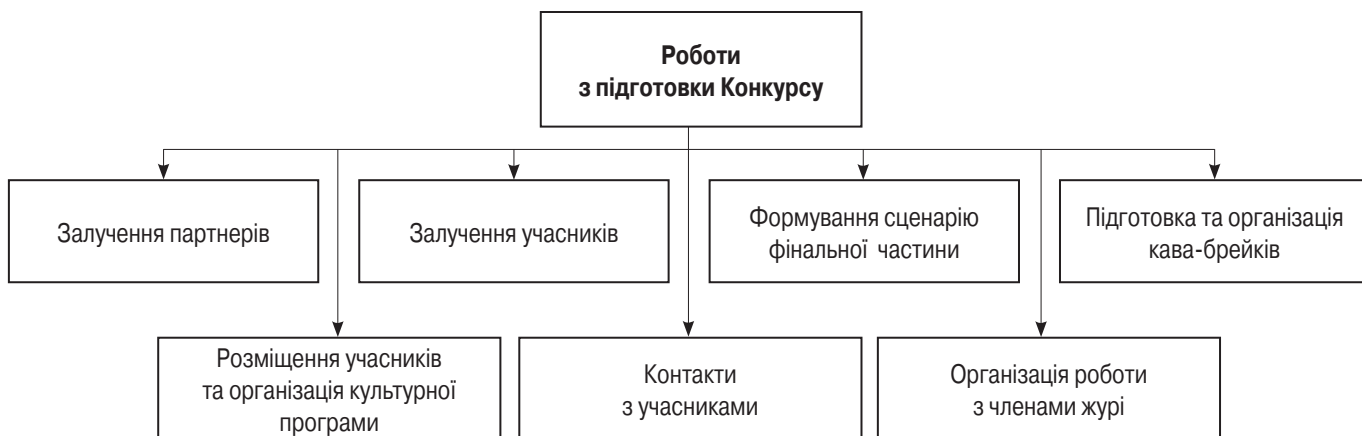 Роботи
з підготовки Конкурсу
Залучення партнерів
Залучення учасників
Формування сценарію
фінальної частини
Підготовка та організація
кава-брейків
Розміщення учасників
та організація культурної
програми
Контакти
з учасниками
Організація роботи
з членами журі